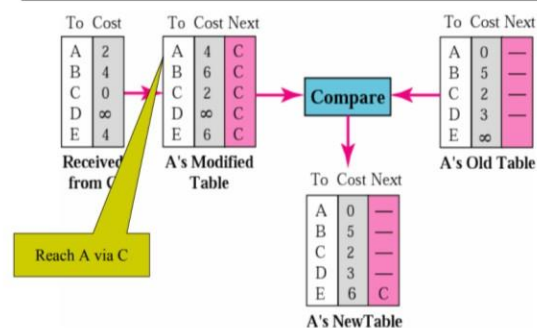 To Cost
A 2
B 4
C 0
D ∞
E 4
Received
from
To Cost Next
A 4 C
B 6 C
C 2 C
D ∞ C
E 6 C
A's Modified
Table
Compare
To Cost Next
A 0 —
B 5 —
C 2 —
D 3 —
E ∞
A's Old Table
Reach A via C
To Cost Next
A 0 —
B 5 —
C 2 —
D 3 —
E 6 C
A's NewTable